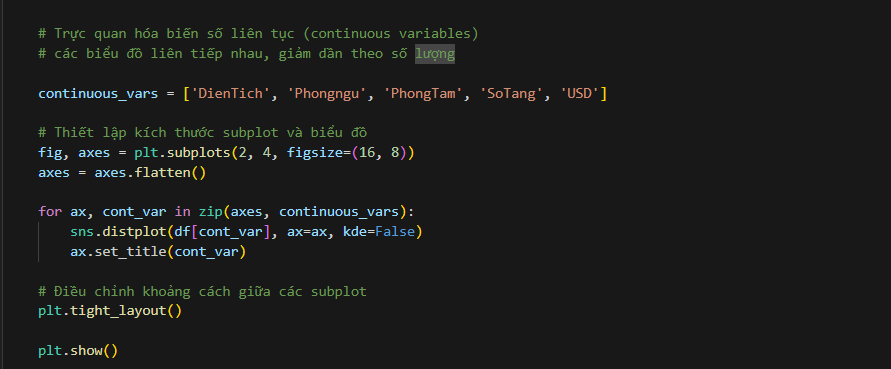 # Trực quan hóa biến số liên tục (continuous variables)
# các biểu đồ liên tiếp nhau, giảm dần theo số lượng
continuous_vars = ['DienTich', 'Phongngu', 'PhongTam', 'SoTang', 'USD']
# Thiết lập kích thước subplot và biểu đồ
fig, axes = plt.subplots(2, 4, figsize=(16, 8))
axes = axes.flatten()
for ax, cont_var in zip(axes, continuous_vars):
    sns.distplot(df[cont_var], ax=ax, kde=False)
    ax.set_title(cont_var)
# Điều chỉnh khoảng cách giữa các subplot
plt.tight_layout()
plt.show()